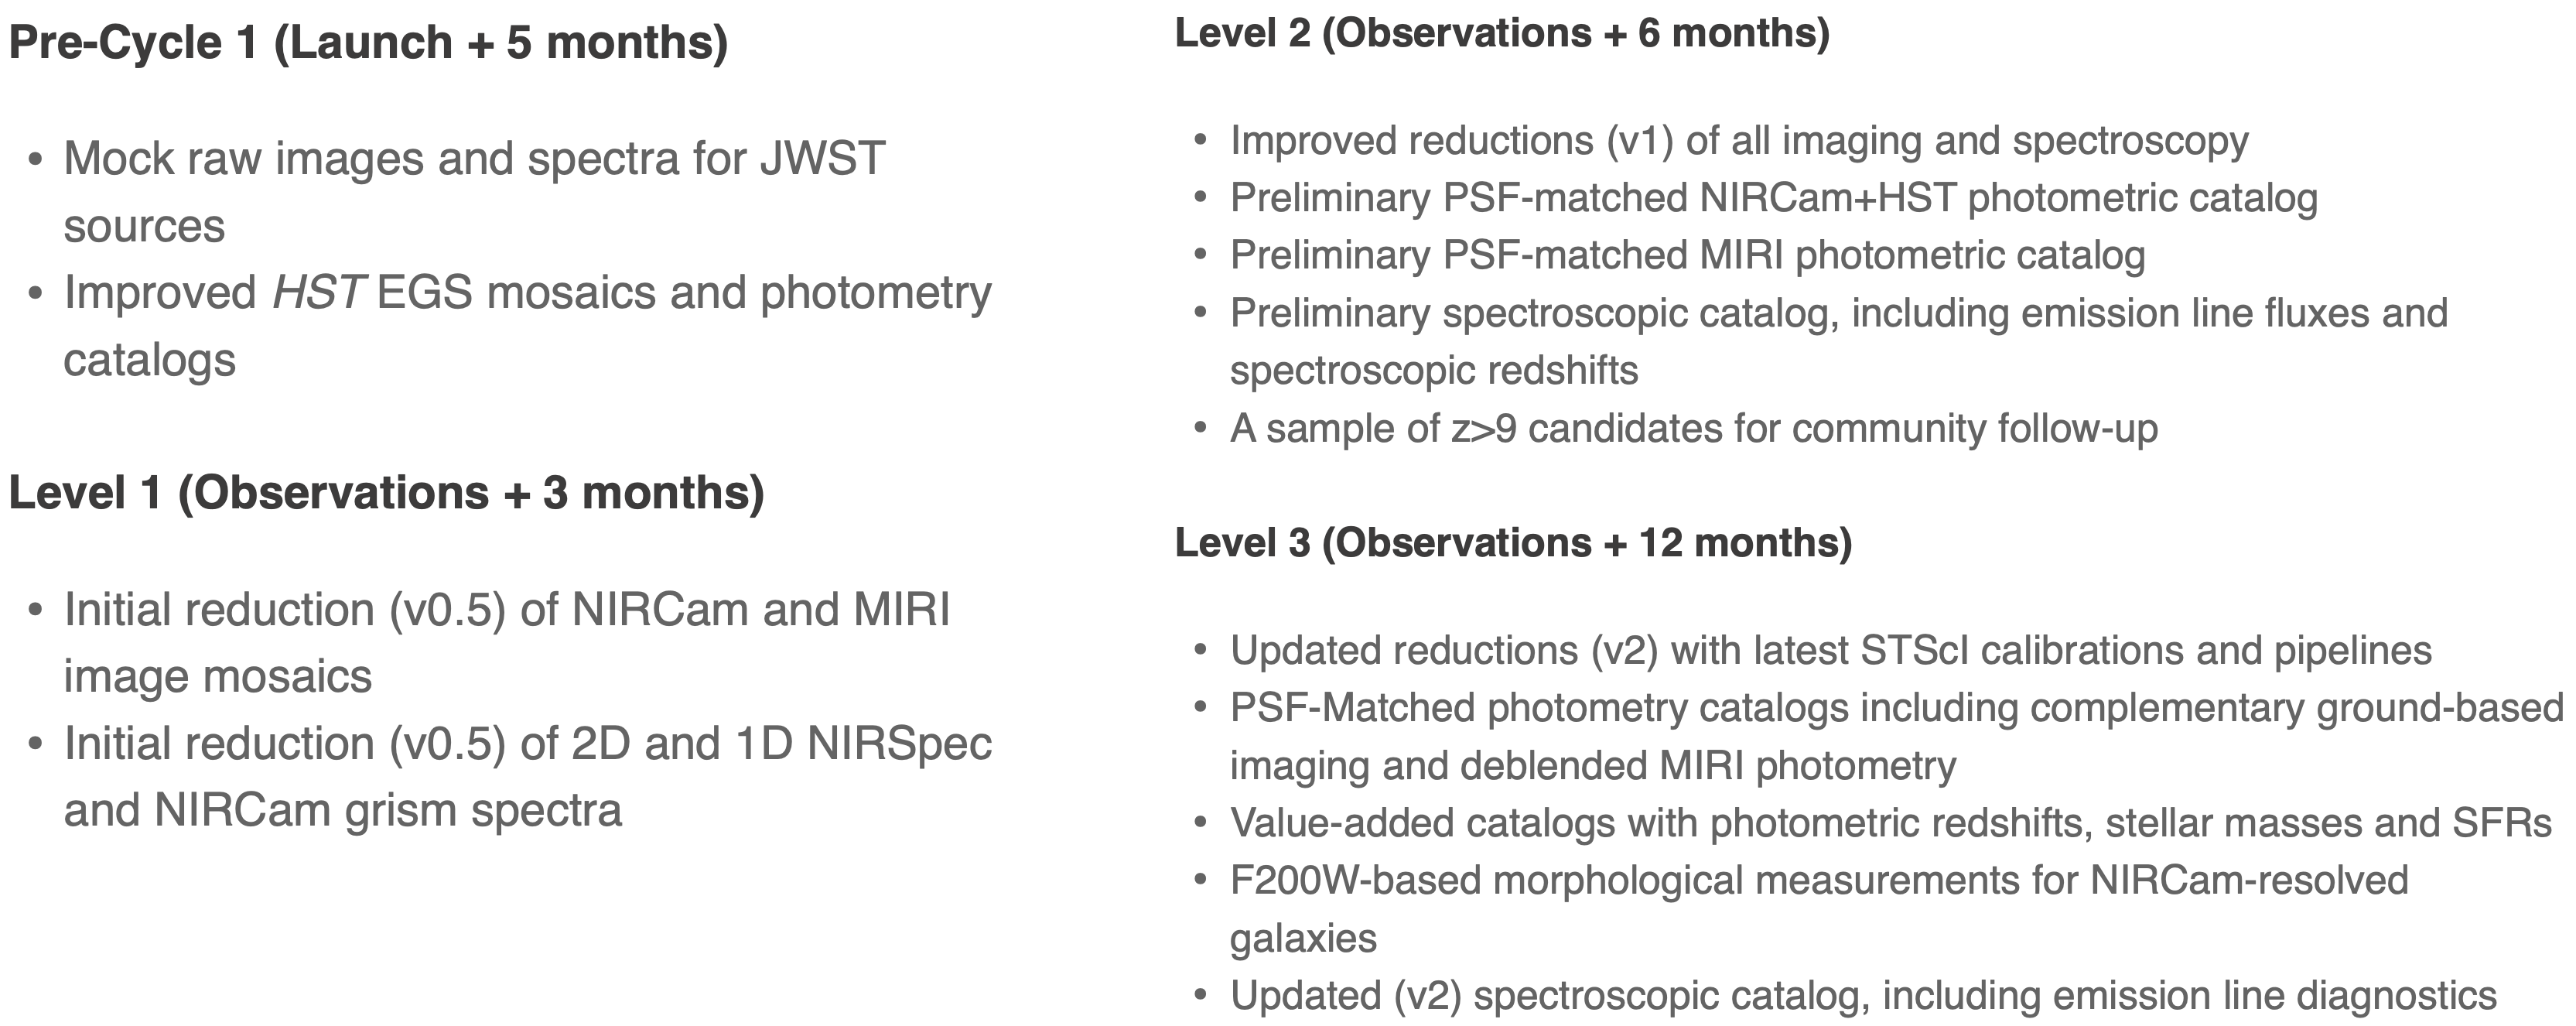 Pre-Cycle 1 (Launch + 5 months)
• Mock raw images and spectra for JWST
sources
• Improved HST EGS mosaics and photometry
catalogs
Level 1 (Observations + 3 months)
• Initial reduction (v0.5) of NIRCam and MIRI
image mosaics
• Initial reduction (v0.5) of 2D and 1D NIRSpec
and NIRCam grism spectra
Level 2 (Observations + 6 months)
• Improved reductions (v1) of all imaging and spectroscopy
• Preliminary PSF-matched NIRCam+HST photometric catalog
• Preliminary PSF-matched MIRI photometric catalog
• Preliminary spectroscopic catalog, including emission line fluxes and
spectroscopic redshifts
• A sample of z>9 candidates for community follow-up
Level 3 (Observations + 12 months)
• Updated reductions (v2) with latest STScI calibrations and pipelines
• PSF-Matched photometry catalogs including complementary ground-based
imaging and deblended MIRI photometry
• Value-added catalogs with photometric redshifts, stellar masses and SFRs
• F200W-based morphological measurements for NIRCam-resolved
galaxies
• Updated (v2) spectroscopic catalog, including emission line diagnostics